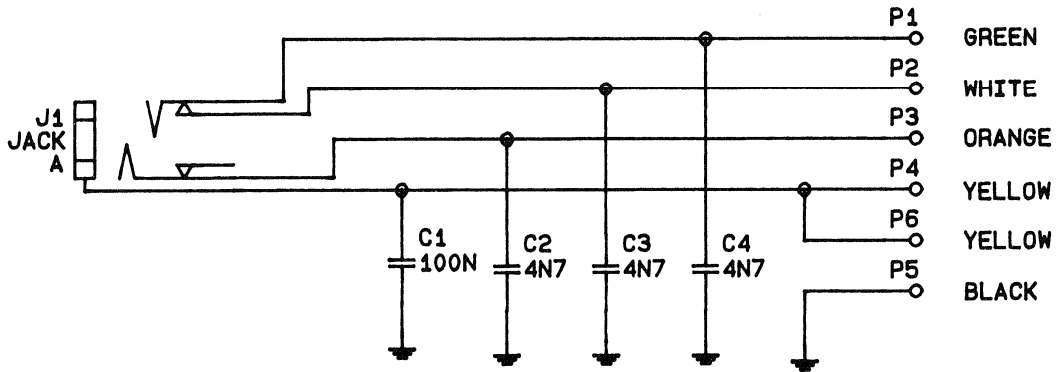 P1
GREEN
P2
WHITE
J1
JACK
A
P3
ORANGE
P4
YELLOW
P6
YELLOW
P5
BLACK
C1
100N
C2
4N7
C3
4N7
C4
4N7